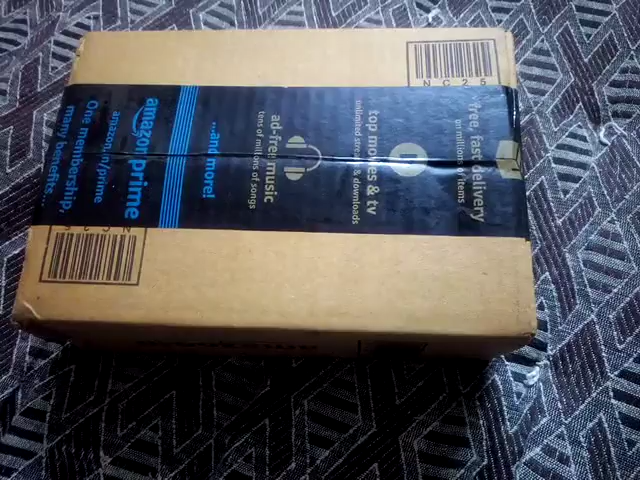 NC25
free, fast delivery
on millions of items
top movies & tv
unlimited streams & downloads
ad-free music
tens of millions of songs
...and more!
amazon prime
amazon.in/prime
One membership,
many benefits...
NC25